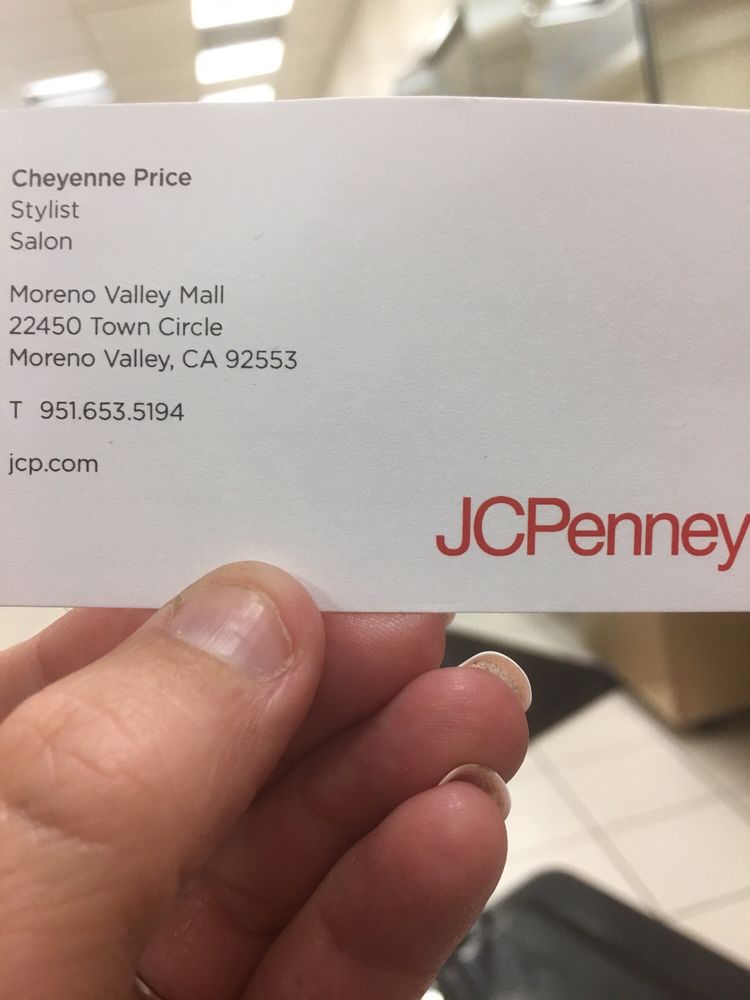 Cheyenne Price
Stylist
Salon
Moreno Valley Mall
22450 Town Circle
Moreno Valley, CA 92553
T 951.653.5194
jcp.com
JCPenney